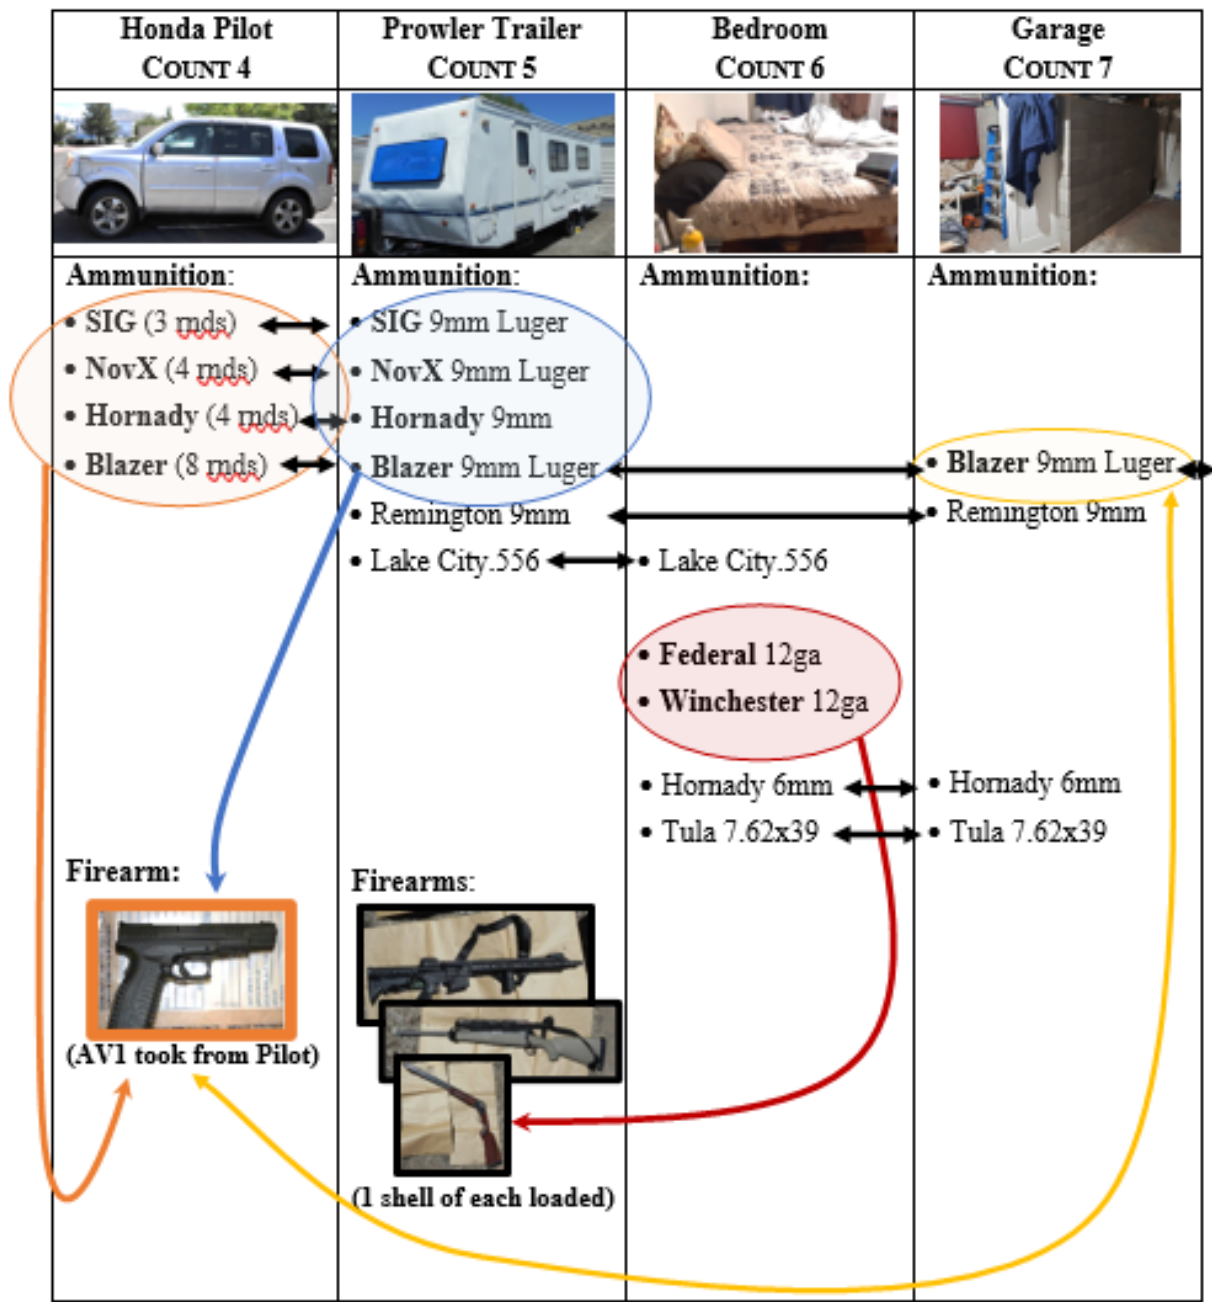 Honda Pilot
COUNT 4
Prowler Trailer
COUNT 5
Bedroom
COUNT 6
Garage
COUNT 7
Ammunition:
• SIG (3 rnds)
• NovX (4 rnds)
• Hornady (4 rnds)
• Blazer (8 rnds)
Firearm:
(AV1 took from Pilot)
Ammunition:
• SIG 9mm Luger
• NovX 9mm Luger
• Hornady 9mm
• Blazer 9mm Luger
• Remington 9mm
• Lake City.556
Firearms:
(1 shell of each loaded)
Ammunition:
• Lake City.556
• Federal 12ga
• Winchester 12ga
• Hornady 6mm
• Tula 7.62x39
Ammunition:
• Blazer 9mm Luger
• Remington 9mm
• Hornady 6mm
• Tula 7.62x39